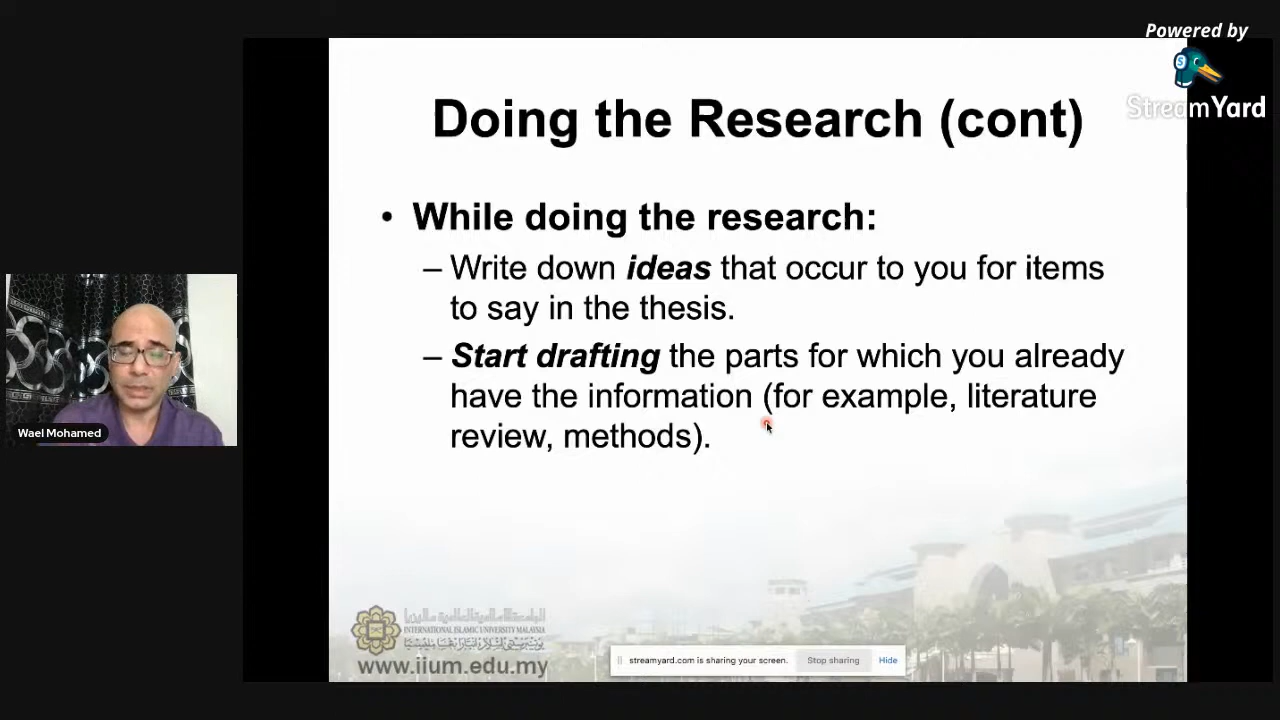 Powered by
StreamYard
Doing the Research (cont)
• While doing the research:
– Write down ideas that occur to you for items
to say in the thesis.
– Start drafting the parts for which you already
have the information (for example, literature
review, methods).
Wael Mohamed
INTERNATIONAL ISLAMIC UNIVERSITY MALAYSIA
www.iium.edu.my
streamyard.com is sharing your screen.
Stop sharing
Hide